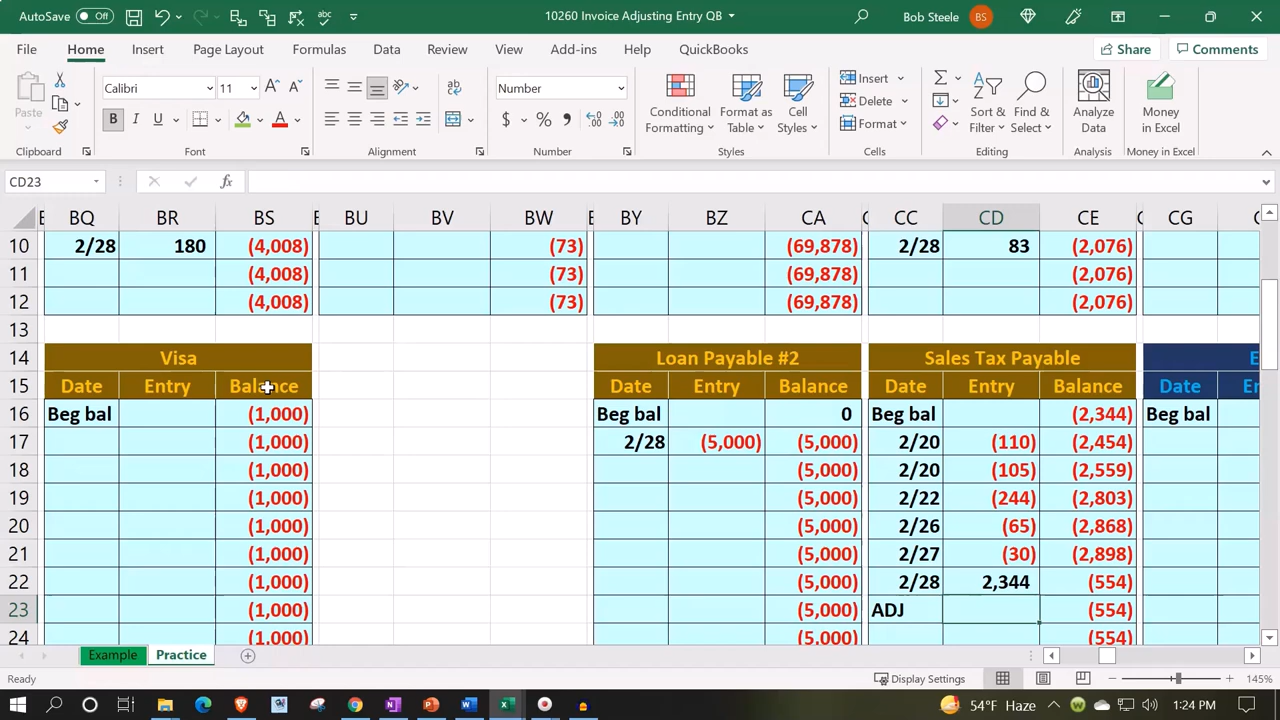 AutoSave Off 10260 Invoice Adjusting Entry QB Bob Steele BS
File Home Insert Page Layout Formulas Data Review View Add-ins Help QuickBooks Share Comments
Paste Calibri 11 Number Conditional Formatting Format as Table Cell Styles Insert Delete Format Sort & Filter Find & Select Analyze Data Money in Excel
Clipboard Font Alignment Number Styles Cells Editing Analysis Money in Excel
CD23 fx
BQ BR BS E BU BV BW E BY BZ CA C CC CD CE C CG C
10 2/28 180 (4,008) (73) (69,878) 2/28 83 (2,076)
11 (4,008) (73) (69,878) (2,076)
12 (4,008) (73) (69,878) (2,076)
13
14 Visa Loan Payable #2 Sales Tax Payable E
15 Date Entry Balance Date Entry Balance Date Entry Balance Date Er
16 Beg bal (1,000) Beg bal 0 Beg bal (2,344) Beg bal
17 (1,000) 2/28 (5,000) (5,000) 2/20 (110) (2,454)
18 (1,000) (5,000) 2/20 (105) (2,559)
19 (1,000) (5,000) 2/22 (244) (2,803)
20 (1,000) (5,000) 2/26 (65) (2,868)
21 (1,000) (5,000) 2/27 (30) (2,898)
22 (1,000) (5,000) 2/28 2,344 (554)
23 (1,000) (5,000) ADJ (554)
24 (1,000) (5,000) (554)
Example Practice
Ready Display Settings 145%
54°F Haze 1:24 PM